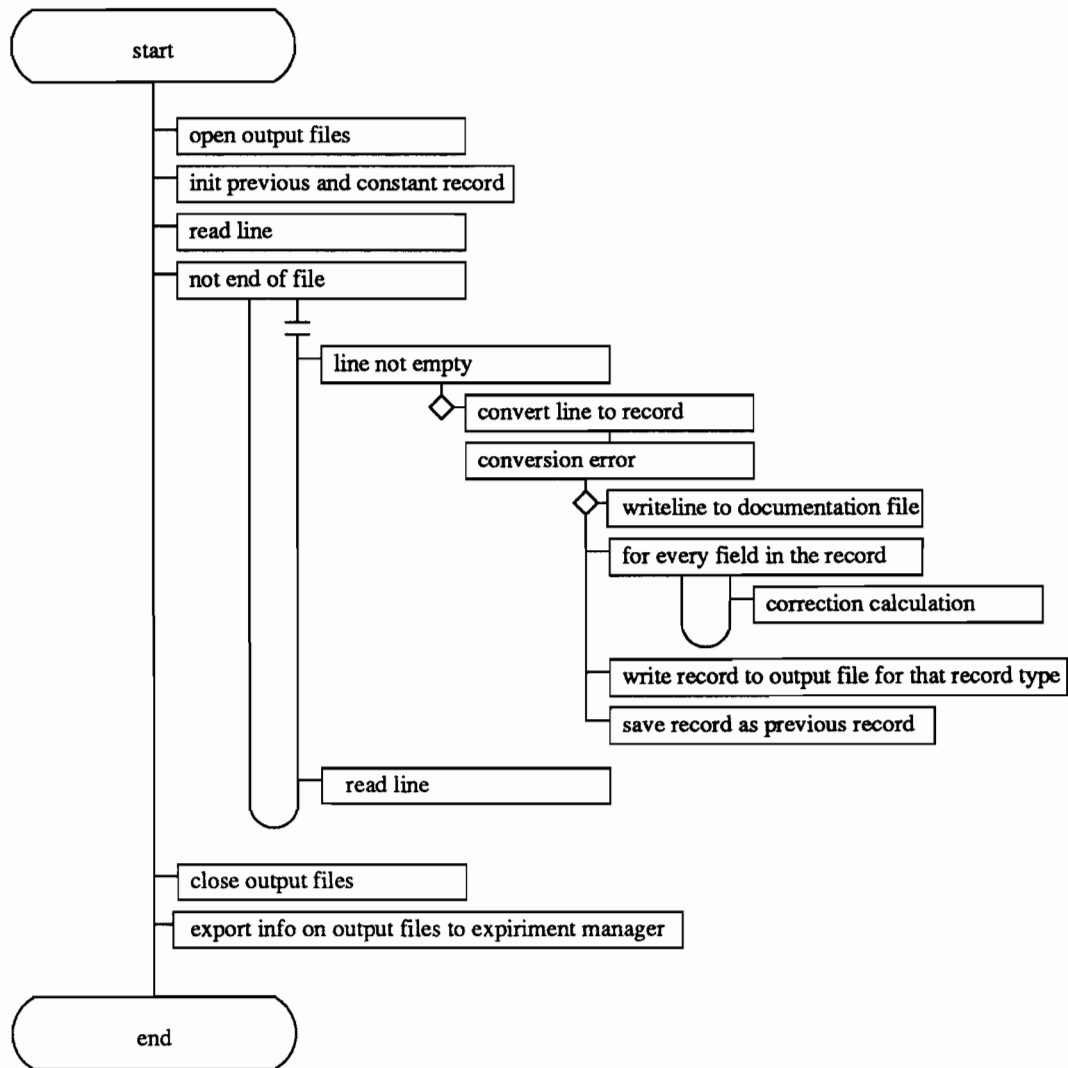 start
open output files
init previous and constant record
read line
not end of file
line not empty
convert line to record
conversion error
writeline to documentation file
for every field in the record
correction calculation
write record to output file for that record type
save record as previous record
read line
close output files
export info on output files to expiriment manager
end